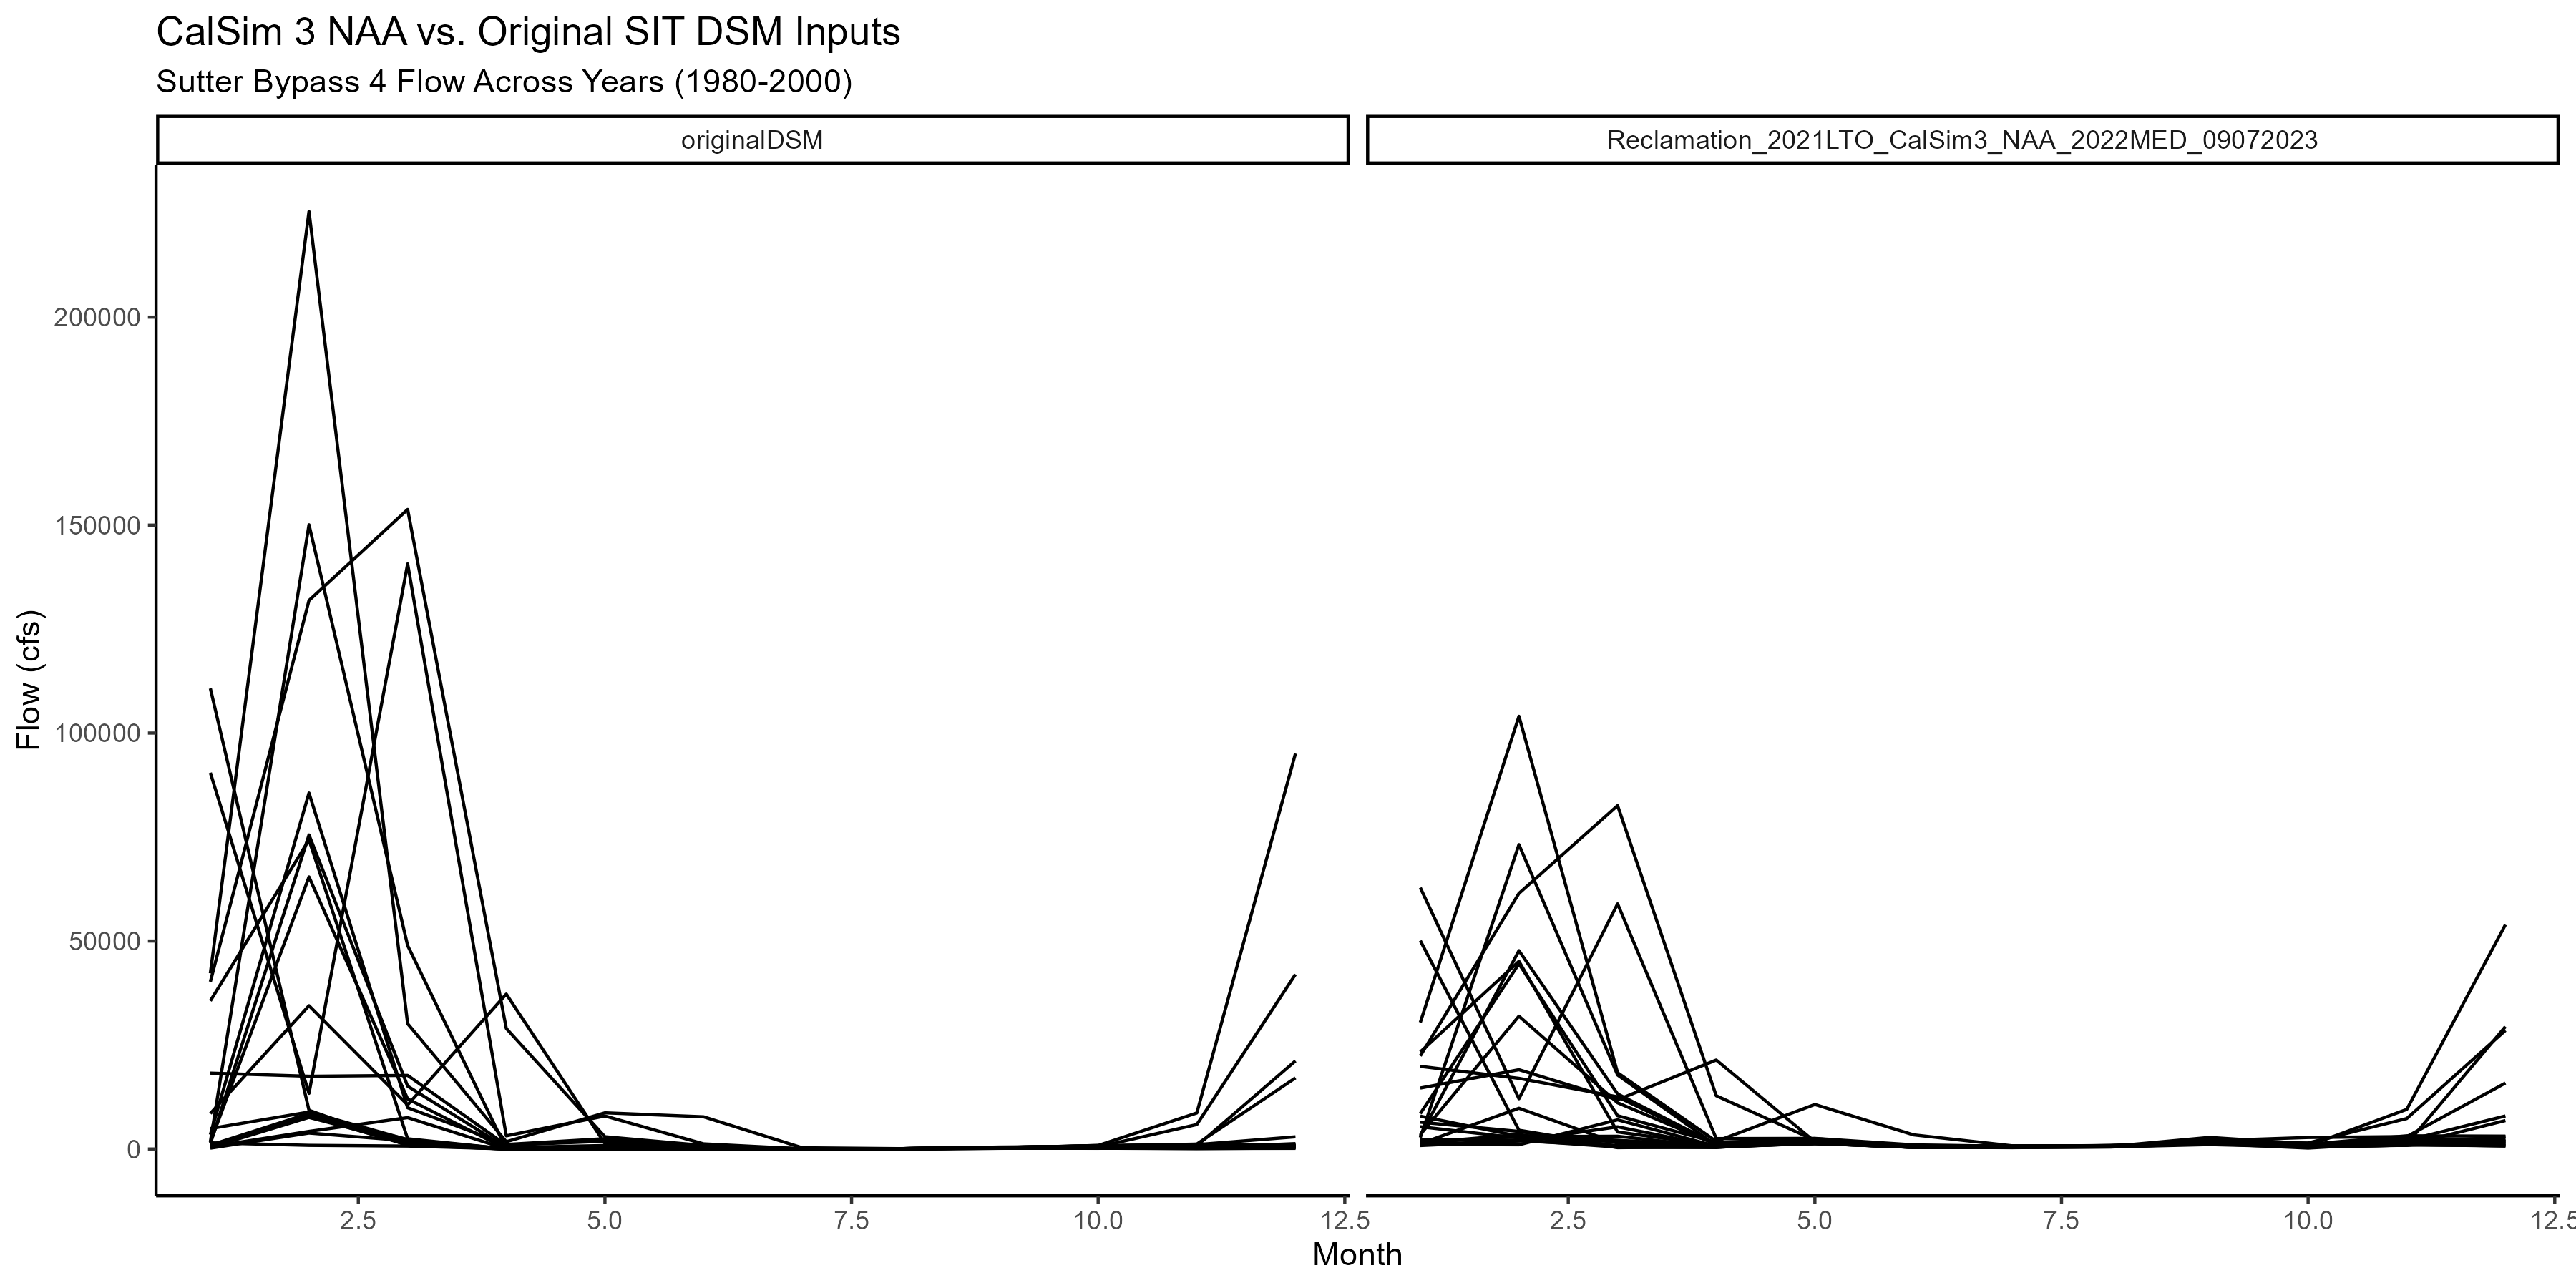 CalSim 3 NAA vs. Original SIT DSM Inputs
Sutter Bypass 4 Flow Across Years (1980-2000)
originalDSM
Reclamation_2021LTO_CalSim3_NAA_2022MED_09072023
Flow (cfs)
200000
150000
100000
50000
0
2.5 5.0 7.5 10.0 12.5 2.5 5.0 7.5 10.0 12.5
Month